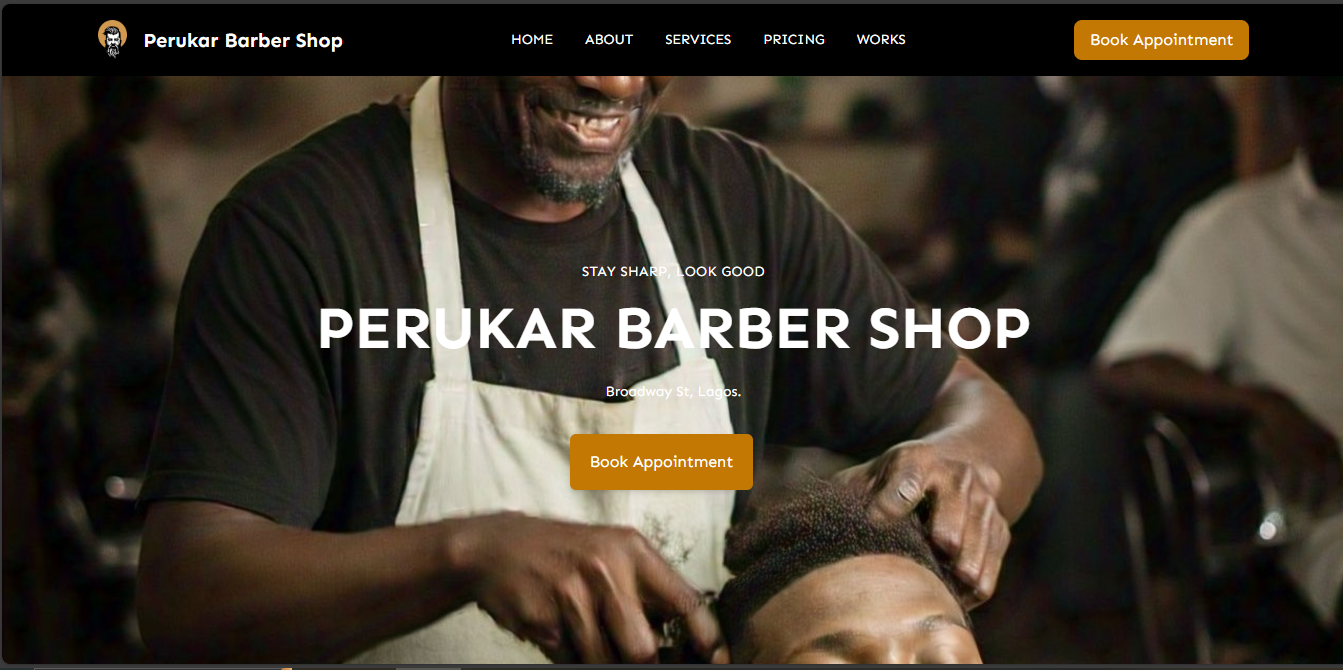 Perukar Barber Shop
HOME ABOUT SERVICES PRICING WORKS
Book Appointment
STAY SHARP, LOOK GOOD
PERUKAR BARBER SHOP
Broadway St, Lagos.
Book Appointment